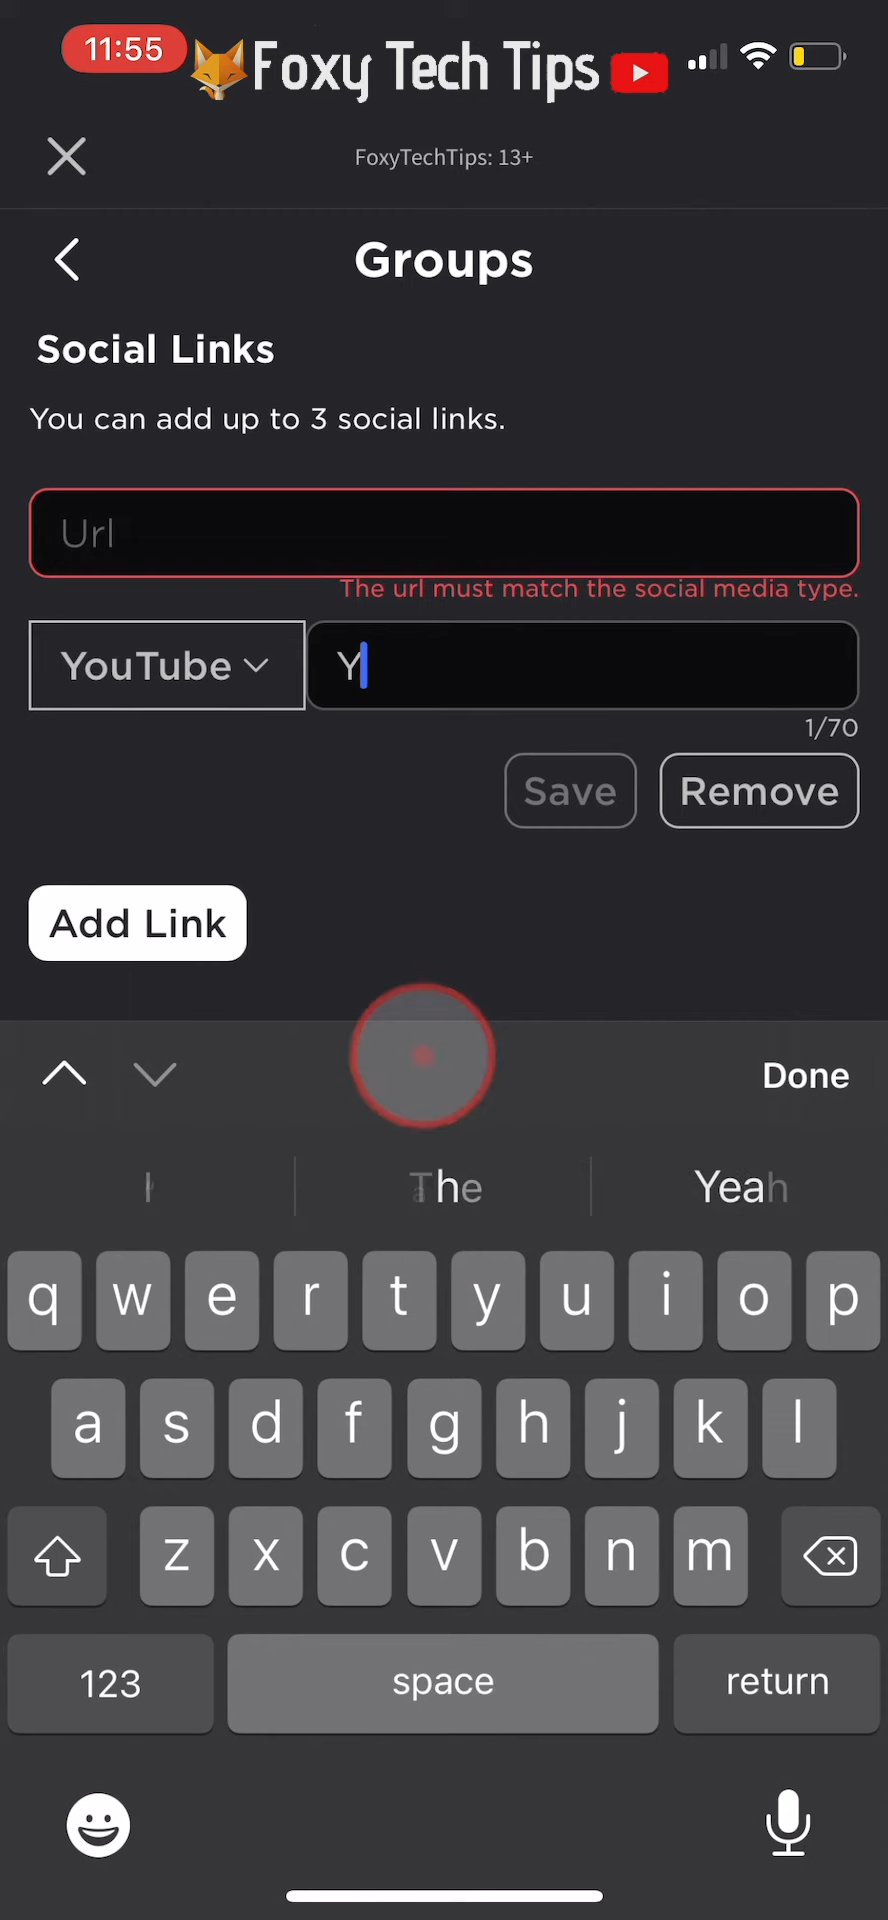 11:55 Foxy Tech Tips
FoxyTechTips: 13+
Groups
Social Links
You can add up to 3 social links.
Url
The url must match the social media type.
YouTube Y
1/70
Save Remove
Add Link
Done
I The Yeah
q w e r t y u i o p
a s d f g h j k l
z x c v b n m
123 space return